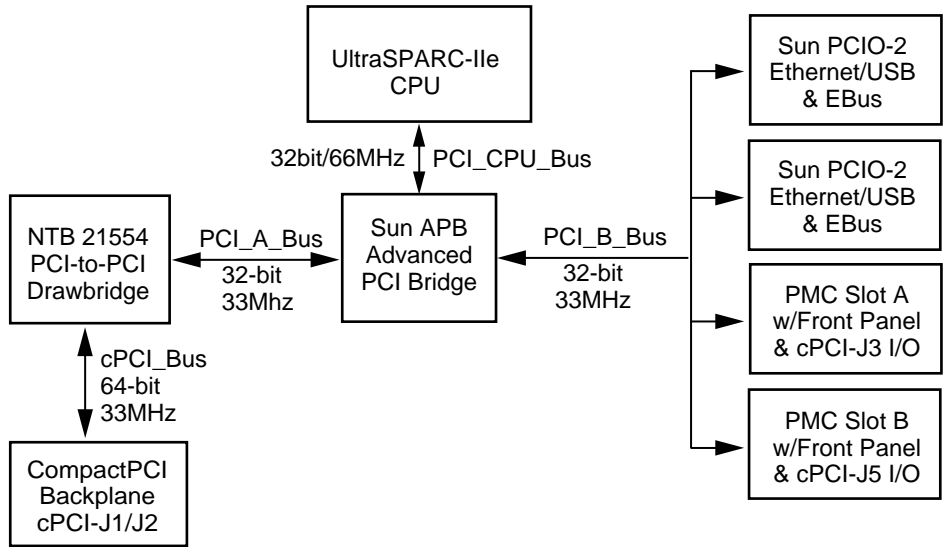 UltraSPARC-IIe
CPU
32bit/66MHz
PCI_CPU_Bus
Sun APB
Advanced
PCI Bridge
NTB 21554
PCI-to-PCI
Drawbridge
PCI_A_Bus
32-bit
33Mhz
cPCI_Bus
64-bit
33MHz
CompactPCI
Backplane
cPCI-J1/J2
PCI_B_Bus
32-bit
33MHz
Sun PCIO-2
Ethernet/USB
& EBus
Sun PCIO-2
Ethernet/USB
& EBus
PMC Slot A
w/Front Panel
& cPCI-J3 I/O
PMC Slot B
w/Front Panel
& cPCI-J5 I/O